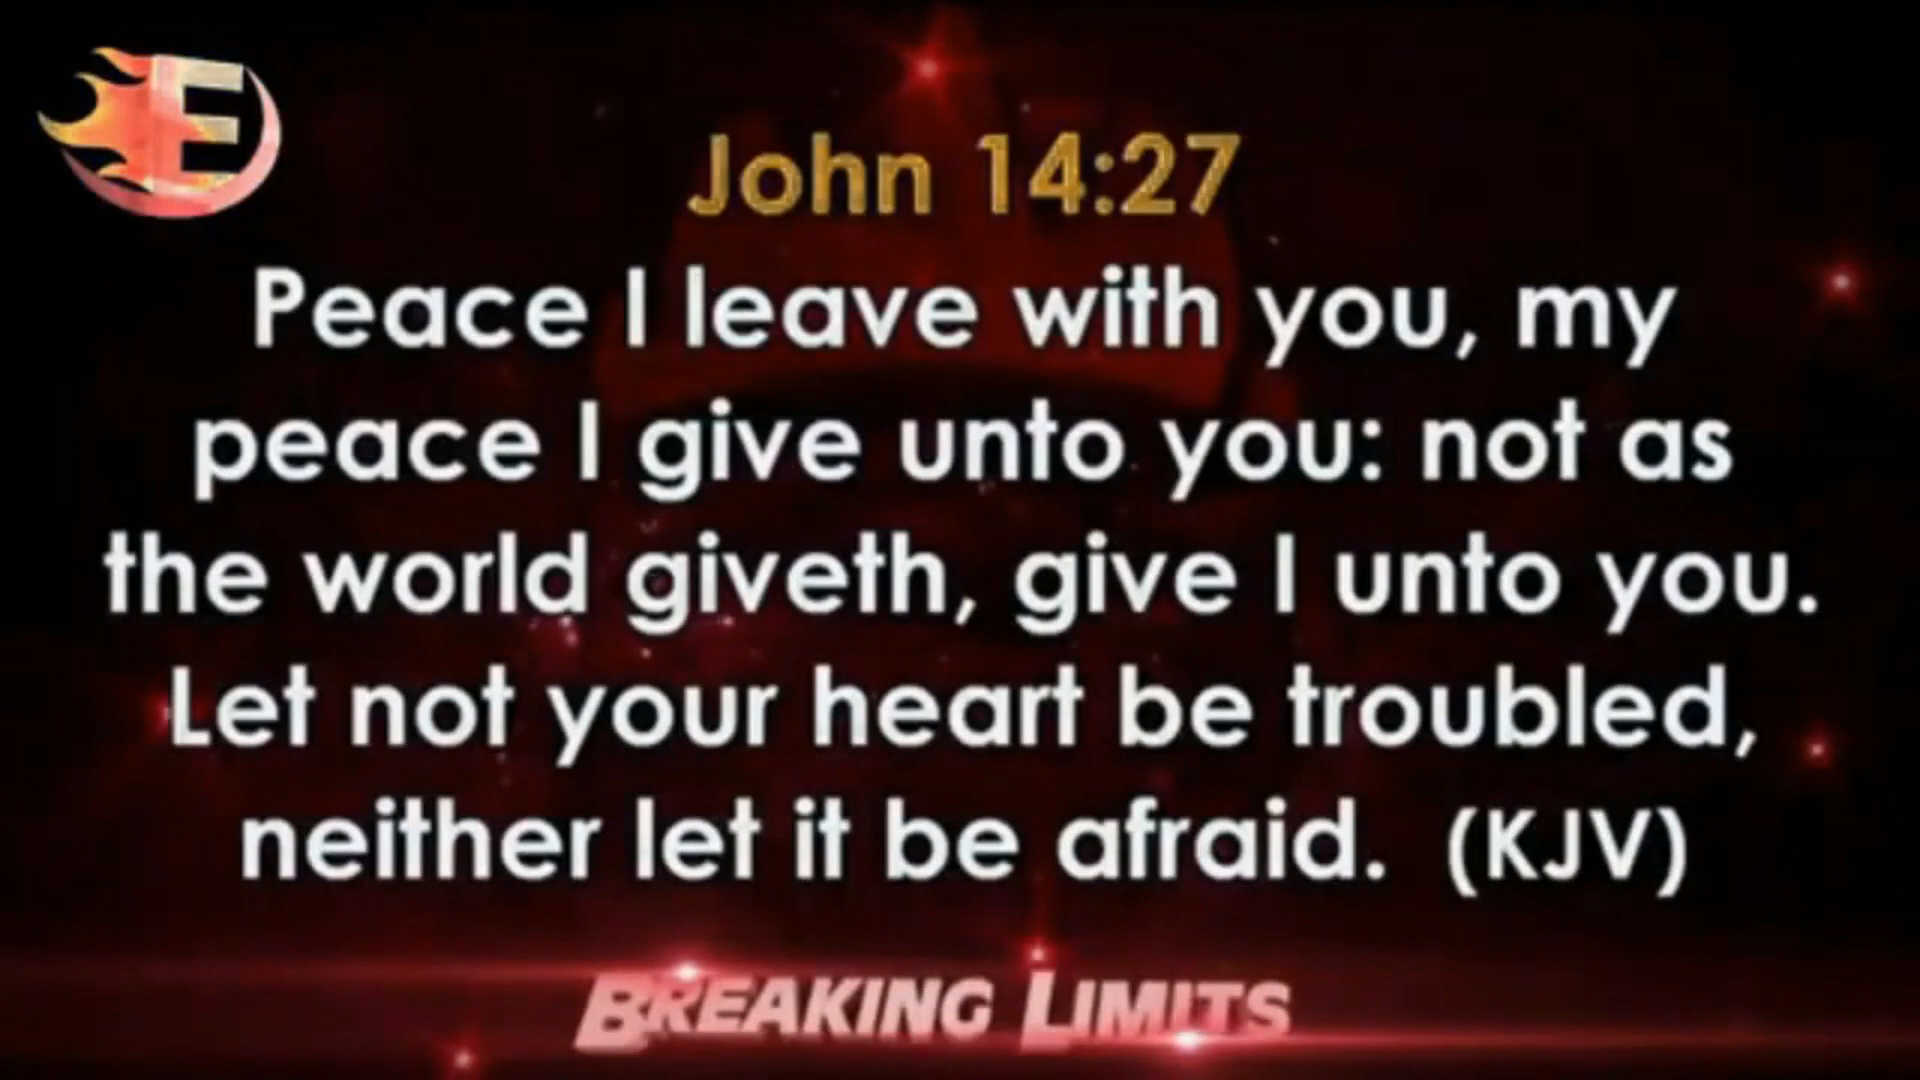 E
John 14:27
Peace I leave with you, my
peace I give unto you: not as
the world giveth, give I unto you.
Let not your heart be troubled,
neither let it be afraid. (KJV)
BREAKING LIMITS